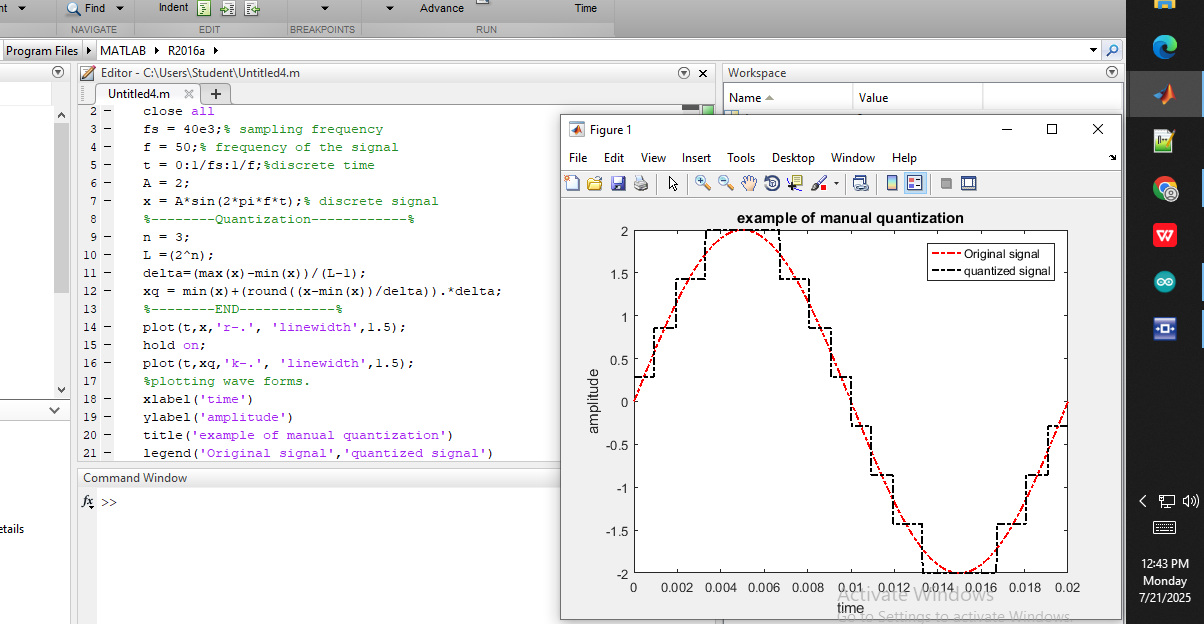 nt
Find
Indent
Advance
Time
NAVIGATE
EDIT
BREAKPOINTS
RUN
Program Files
MATLAB
R2016a
Editor - C:\Users\Student\Untitled4.m
Untitled4.m
+
2 - close all
3 - fs = 40e3;% sampling frequency
4 - f = 50;% frequency of the signal
5 - t = 0:1/fs:1/f;%discrete time
6 - A = 2;
7 - x = A*sin(2*pi*f*t);% discrete signal
8 %--------Quantization------------%
9 - n = 3;
10 - L =(2^n);
11 - delta=(max(x)-min(x))/(L-1);
12 - xq = min(x)+(round((x-min(x))/delta)).*delta;
13 %--------END------------%
14 - plot(t,x,'r-.', 'linewidth',1.5);
15 - hold on;
16 - plot(t,xq,'k-.', 'linewidth',1.5);
17 %plotting wave forms.
18 - xlabel('time')
19 - ylabel('amplitude')
20 - title('example of manual quantization')
21 - legend('Original signal','quantized signal')
Command Window
fx >>
etails
Workspace
Name
Value
Figure 1
File Edit View Insert Tools Desktop Window Help
example of manual quantization
Original signal
quantized signal
2
1.5
1
0.5
0
-0.5
-1
-1.5
-2
amplitude
0 0.002 0.004 0.006 0.008 0.01 0.012 0.014 0.016 0.018 0.02
time
Activate Windows
Go to Settings to activate Windows.
12:43 PM
Monday
7/21/2025